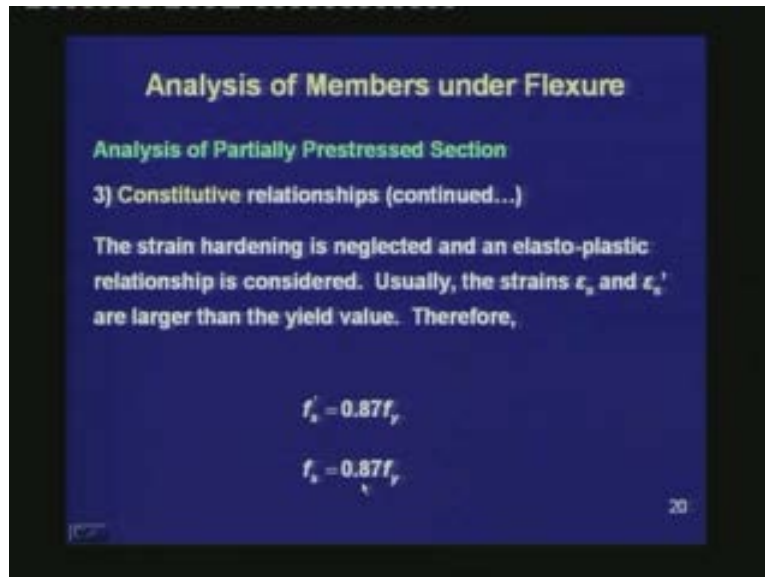 Analysis of Members under Flexure
Analysis of Partially Prestressed Section
3) Constitutive relationships (continued...)
The strain hardening is neglected and an elasto-plastic
relationship is considered. Usually, the strains εs and εs'
are larger than the yield value. Therefore,
fs' = 0.87fy
fs = 0.87fy
20